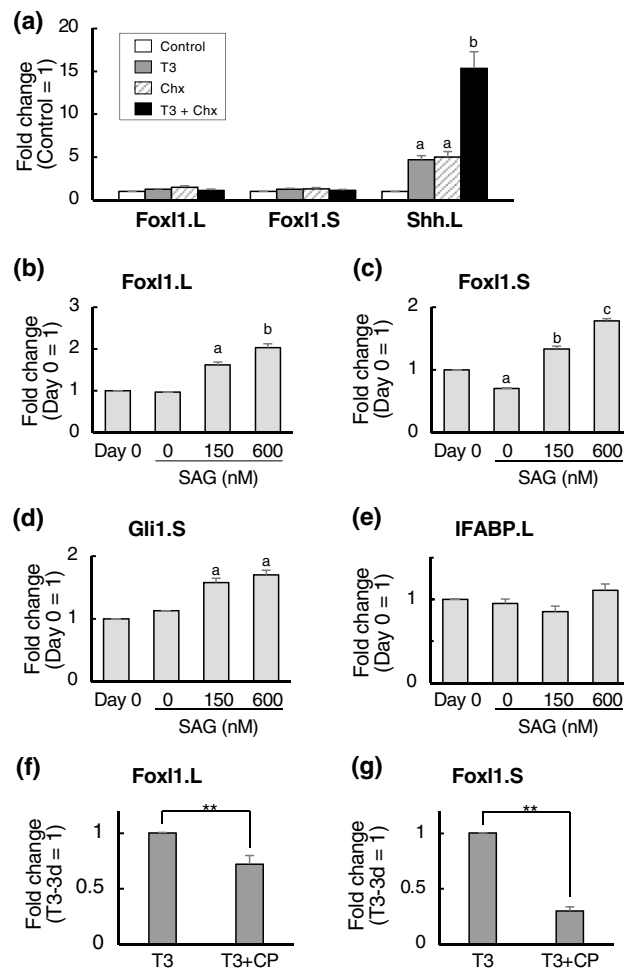 (a)
Fold change
(Control = 1)
20
15
10
5
0
Control
T3
Chx
T3 + Chx
a
a
b
Foxl1.L
Foxl1.S
Shh.L
(b)
Foxl1.L
Fold change
(Day 0 = 1)
3
2
1
0
a
b
Day 0
0
150
600
SAG (nM)
(c)
Foxl1.S
Fold change
(Day 0 = 1)
2
1
0
a
b
c
Day 0
0
150
600
SAG (nM)
(d)
Gli1.S
Fold change
(Day 0 = 1)
2
1
0
a
a
Day 0
0
150
600
SAG (nM)
(e)
IFABP.L
Fold change
(Day 0 = 1)
1
0
Day 0
0
150
600
SAG (nM)
(f)
Foxl1.L
Fold change
(T3-3d = 1)
1
0.5
0
**
T3
T3+CP
(g)
Foxl1.S
Fold change
(T3-3d = 1)
1
0.5
0
**
T3
T3+CP